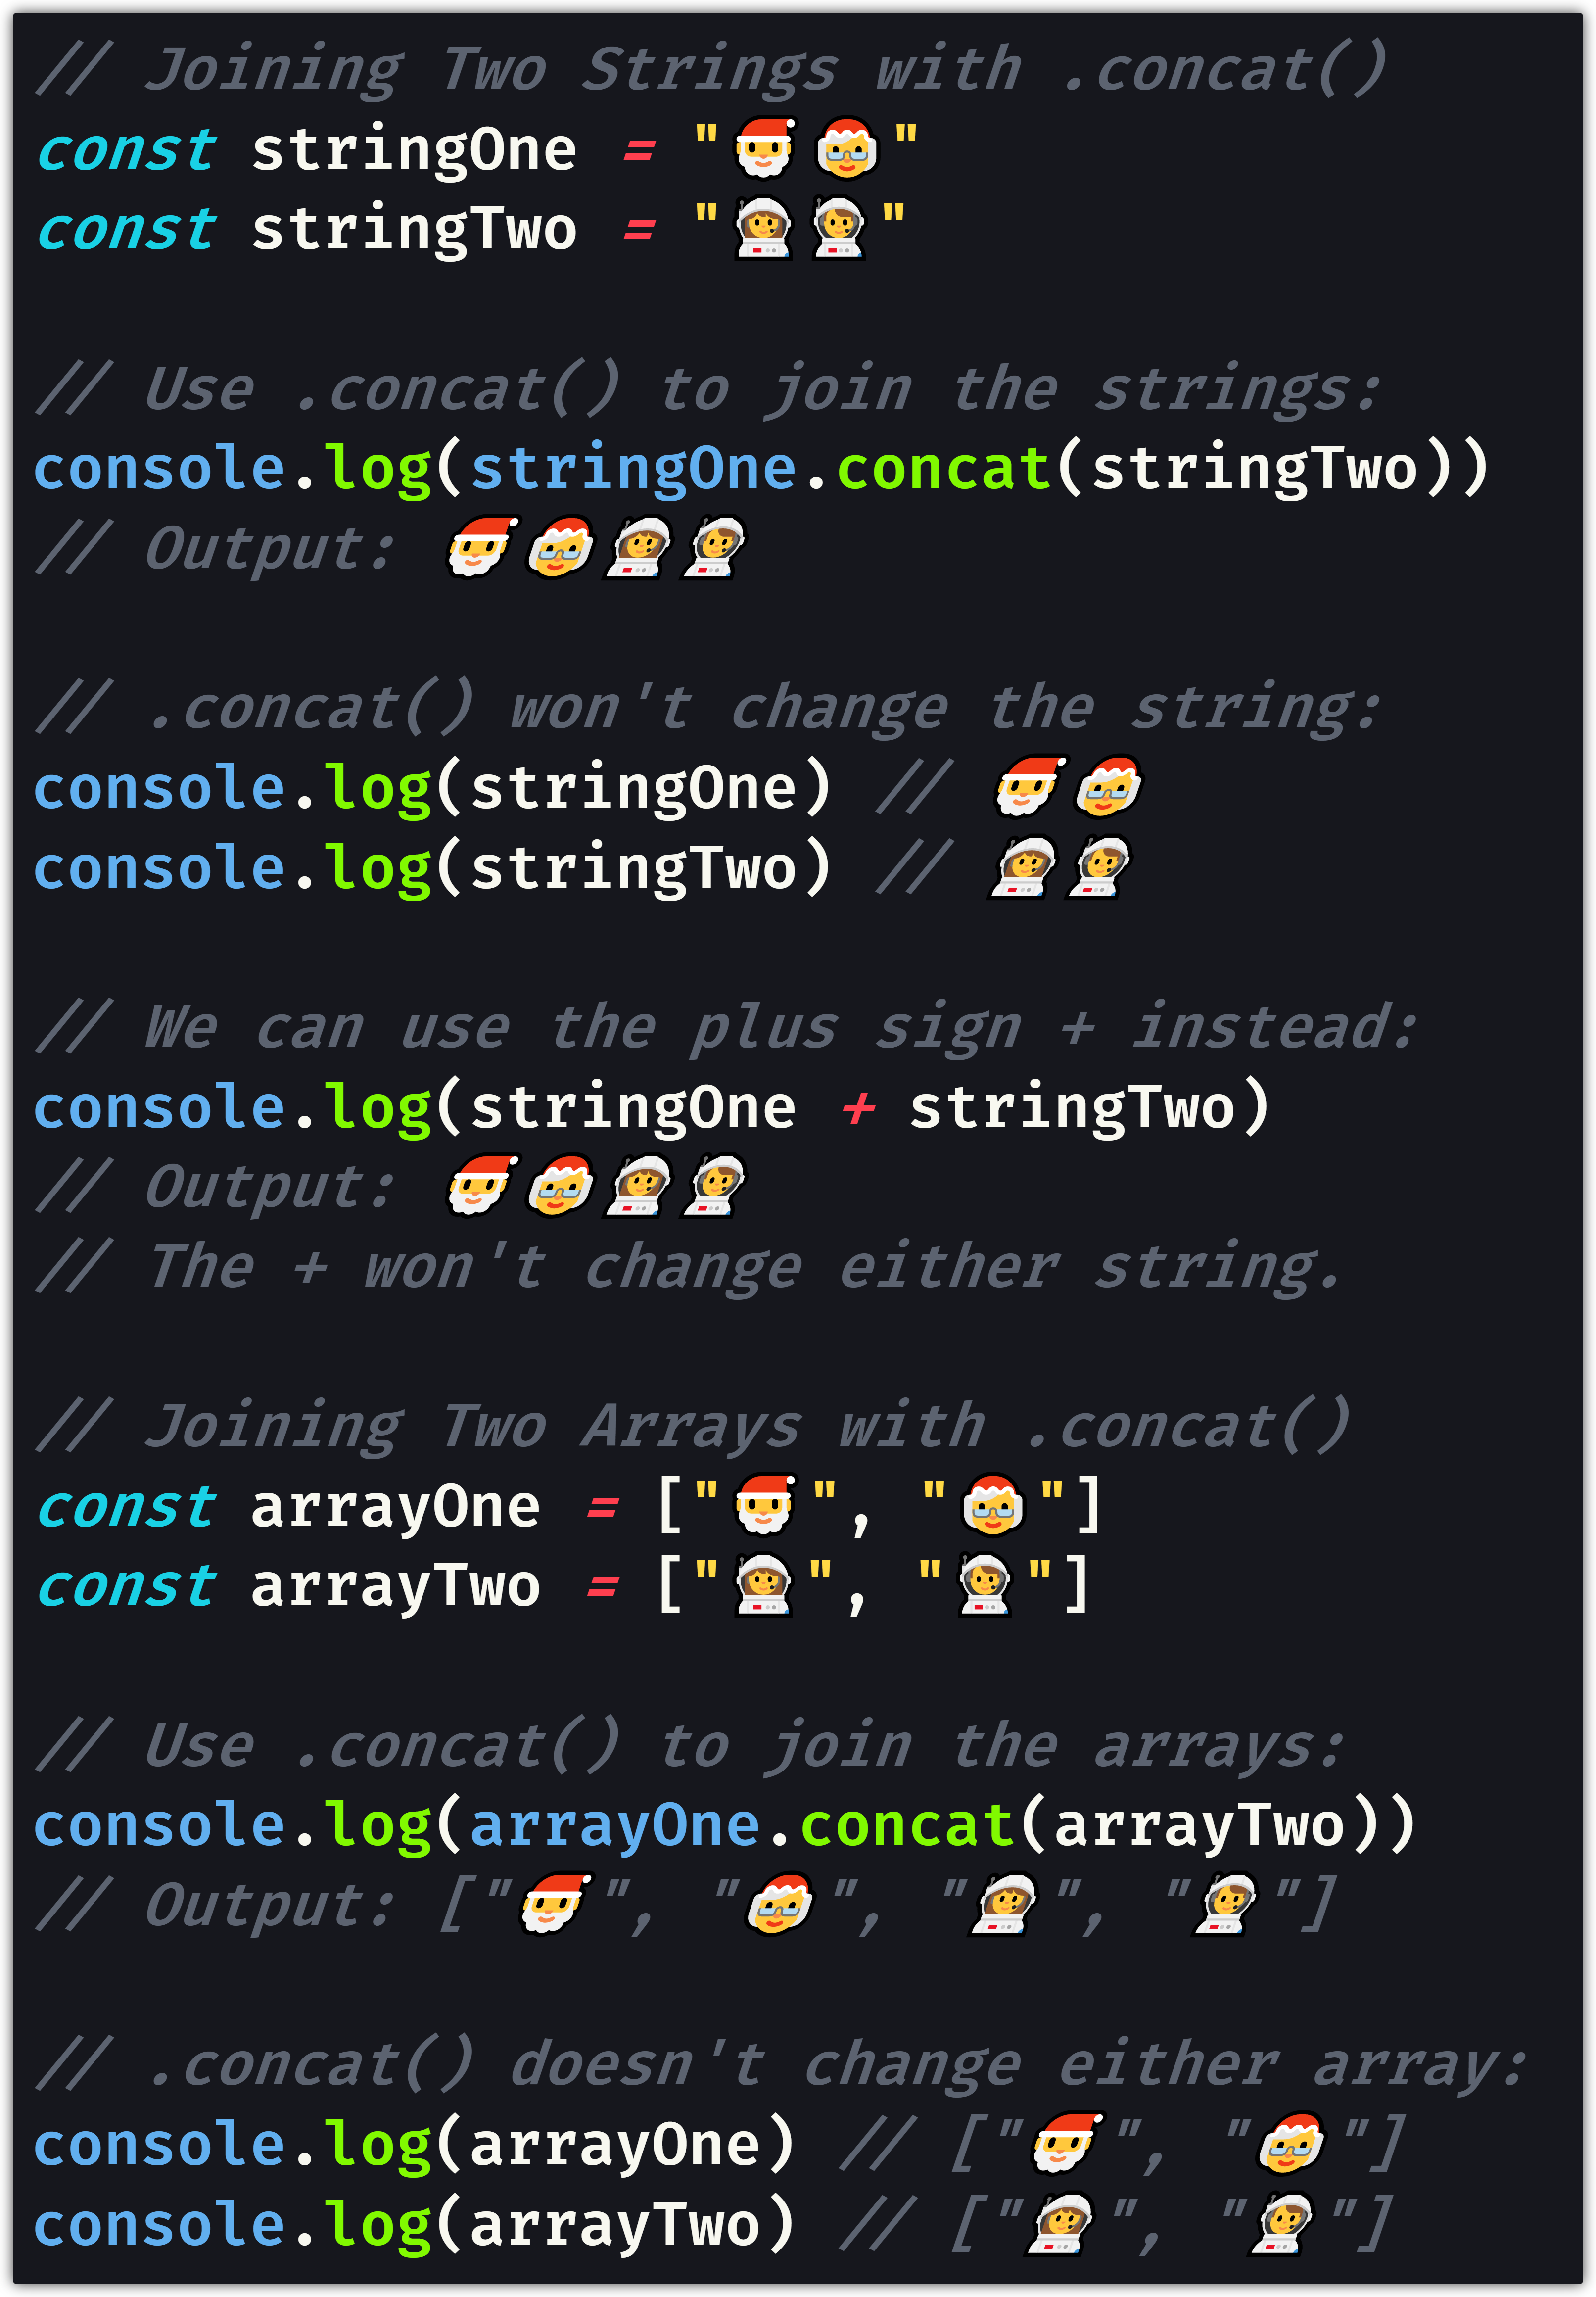 // Joining Two Strings with .concat()
const stringOne = "🎅🤶"
const stringTwo = "👩‍🚀🧑‍🚀"
// Use .concat() to join the strings:
console.log(stringOne.concat(stringTwo))
// Output: 🎅🤶👩‍🚀🧑‍🚀
// .concat() won't change the string:
console.log(stringOne) // 🎅🤶
console.log(stringTwo) // 👩‍🚀🧑‍🚀
// We can use the plus sign + instead:
console.log(stringOne + stringTwo)
// Output: 🎅🤶👩‍🚀🧑‍🚀
// The + won't change either string.
// Joining Two Arrays with .concat()
const arrayOne = ["🎅", "🤶"]
const arrayTwo = ["👩‍🚀", "🧑‍🚀"]
// Use .concat() to join the arrays:
console.log(arrayOne.concat(arrayTwo))
// Output: ["🎅", "🤶", "👩‍🚀", "🧑‍🚀"]
// .concat() doesn't change either array:
console.log(arrayOne) // ["🎅", "🤶"]
console.log(arrayTwo) // ["👩‍🚀", "🧑‍🚀"]